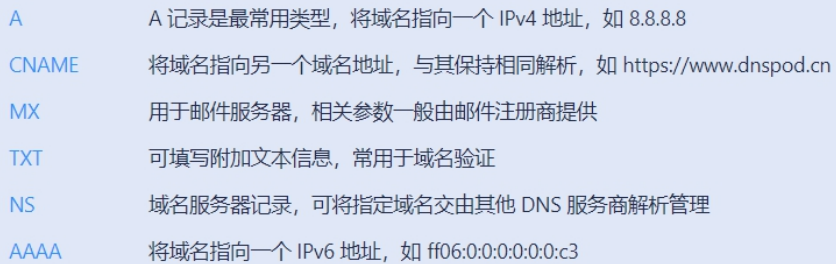 A A 记录是最常用类型，将域名指向一个 IPv4 地址，如 8.8.8.8
CNAME 将域名指向另一个域名地址，与其保持相同解析，如 https://www.dnspod.cn
MX 用于邮件服务器，相关参数一般由邮件注册商提供
TXT 可填写附加文本信息，常用于域名验证
NS 域名服务器记录，可将指定域名交由其他 DNS 服务商解析管理
AAAA 将域名指向一个 IPv6 地址，如 ff06:0:0:0:0:0:0:c3